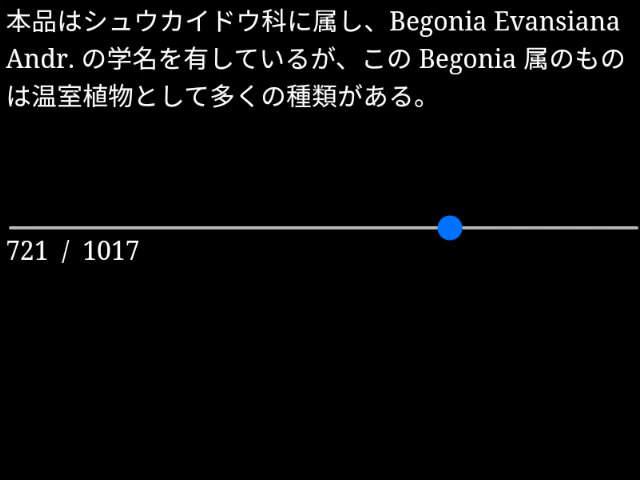 本品はシュウカイドウ科に属し、Begonia Evansiana
Andr. の学名を有しているが、この Begonia 属のもの
は温室植物として多くの種類がある。
721 / 1017